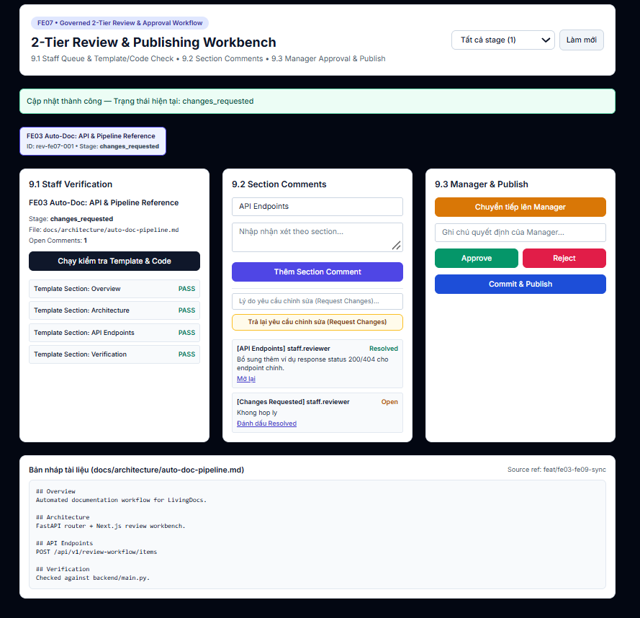 FE07 • Governed 2-Tier Review & Approval Workflow
2-Tier Review & Publishing Workbench
9.1 Staff Queue & Template/Code Check • 9.2 Section Comments • 9.3 Manager Approval & Publish
Tất cả stage (1)
Làm mới
Cập nhật thành công — Trạng thái hiện tại: changes_requested
FE03 Auto-Doc: API & Pipeline Reference
ID: rev-fe07-001 • Stage: changes_requested
9.1 Staff Verification
FE03 Auto-Doc: API & Pipeline Reference
Stage: changes_requested
File: docs/architecture/auto-doc-pipeline.md
Open Comments: 1
Chạy kiểm tra Template & Code
Template Section: Overview PASS
Template Section: Architecture PASS
Template Section: API Endpoints PASS
Template Section: Verification PASS
9.2 Section Comments
API Endpoints
Nhập nhận xét theo section...
Thêm Section Comment
Lý do yêu cầu chỉnh sửa (Request Changes)...
Trả lại yêu cầu chỉnh sửa (Request Changes)
[API Endpoints] staff.reviewer Resolved
Bổ sung thêm ví dụ response status 200/404 cho
endpoint chính.
Mở lại
[Changes Requested] staff.reviewer Open
Khong hop ly
Đánh dấu Resolved
9.3 Manager & Publish
Chuyển tiếp lên Manager
Ghi chú quyết định của Manager...
Approve
Reject
Commit & Publish
Bản nháp tài liệu (docs/architecture/auto-doc-pipeline.md)
Source ref: feat/fe03-fe09-sync
## Overview
Automated documentation workflow for LivingDocs.
## Architecture
FastAPI router + Next.js review workbench.
## API Endpoints
POST /api/v1/review-workflow/items
## Verification
Checked against backend/main.py.